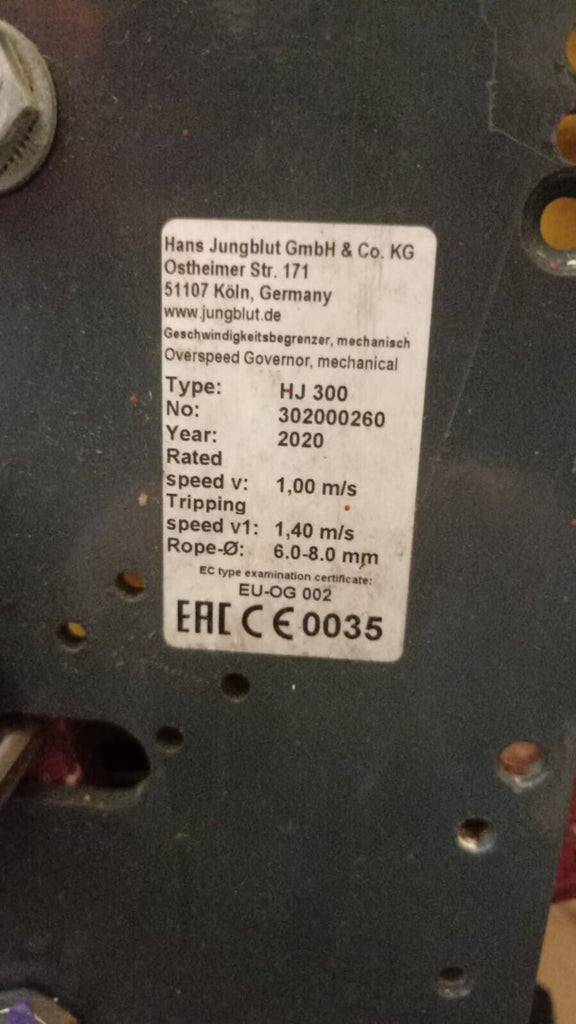 Hans Jungblut GmbH & Co. KG
Ostheimer Str. 171
51107 Köln, Germany
www.jungblut.de
Geschwindigkeitsbegrenzer, mechanisch
Overspeed Governor, mechanical
Type: HJ 300
No: 302000260
Year: 2020
Rated
speed v: 1,00 m/s
Tripping
speed v1: 1,40 m/s
Rope-Ø: 6.0-8.0 mm
EC type examination certificate:
EU-OG 002
EAC CE 0035